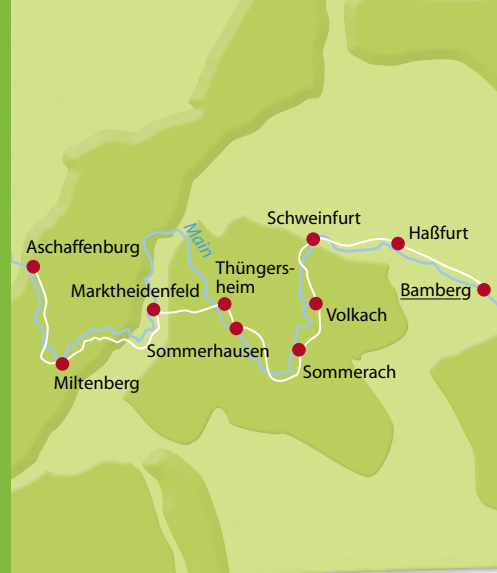 Main
Schweinfurt
Haßfurt
Aschaffenburg
Thüngers-
heim
Marktheidenfeld
Bamberg
Volkach
Sommerhausen
Sommerach
Miltenberg